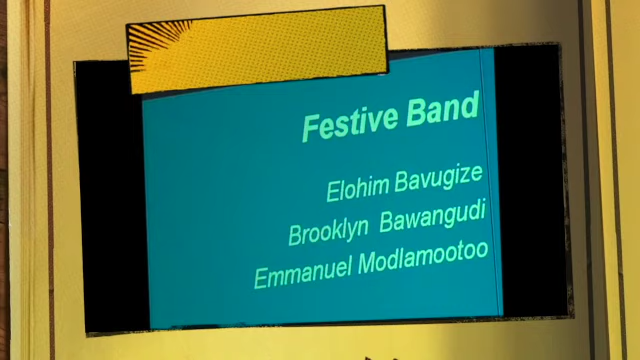 Festive Band
Elohim Bavugize
Brooklyn Bawangudi
Emmanuel Modlamootoo